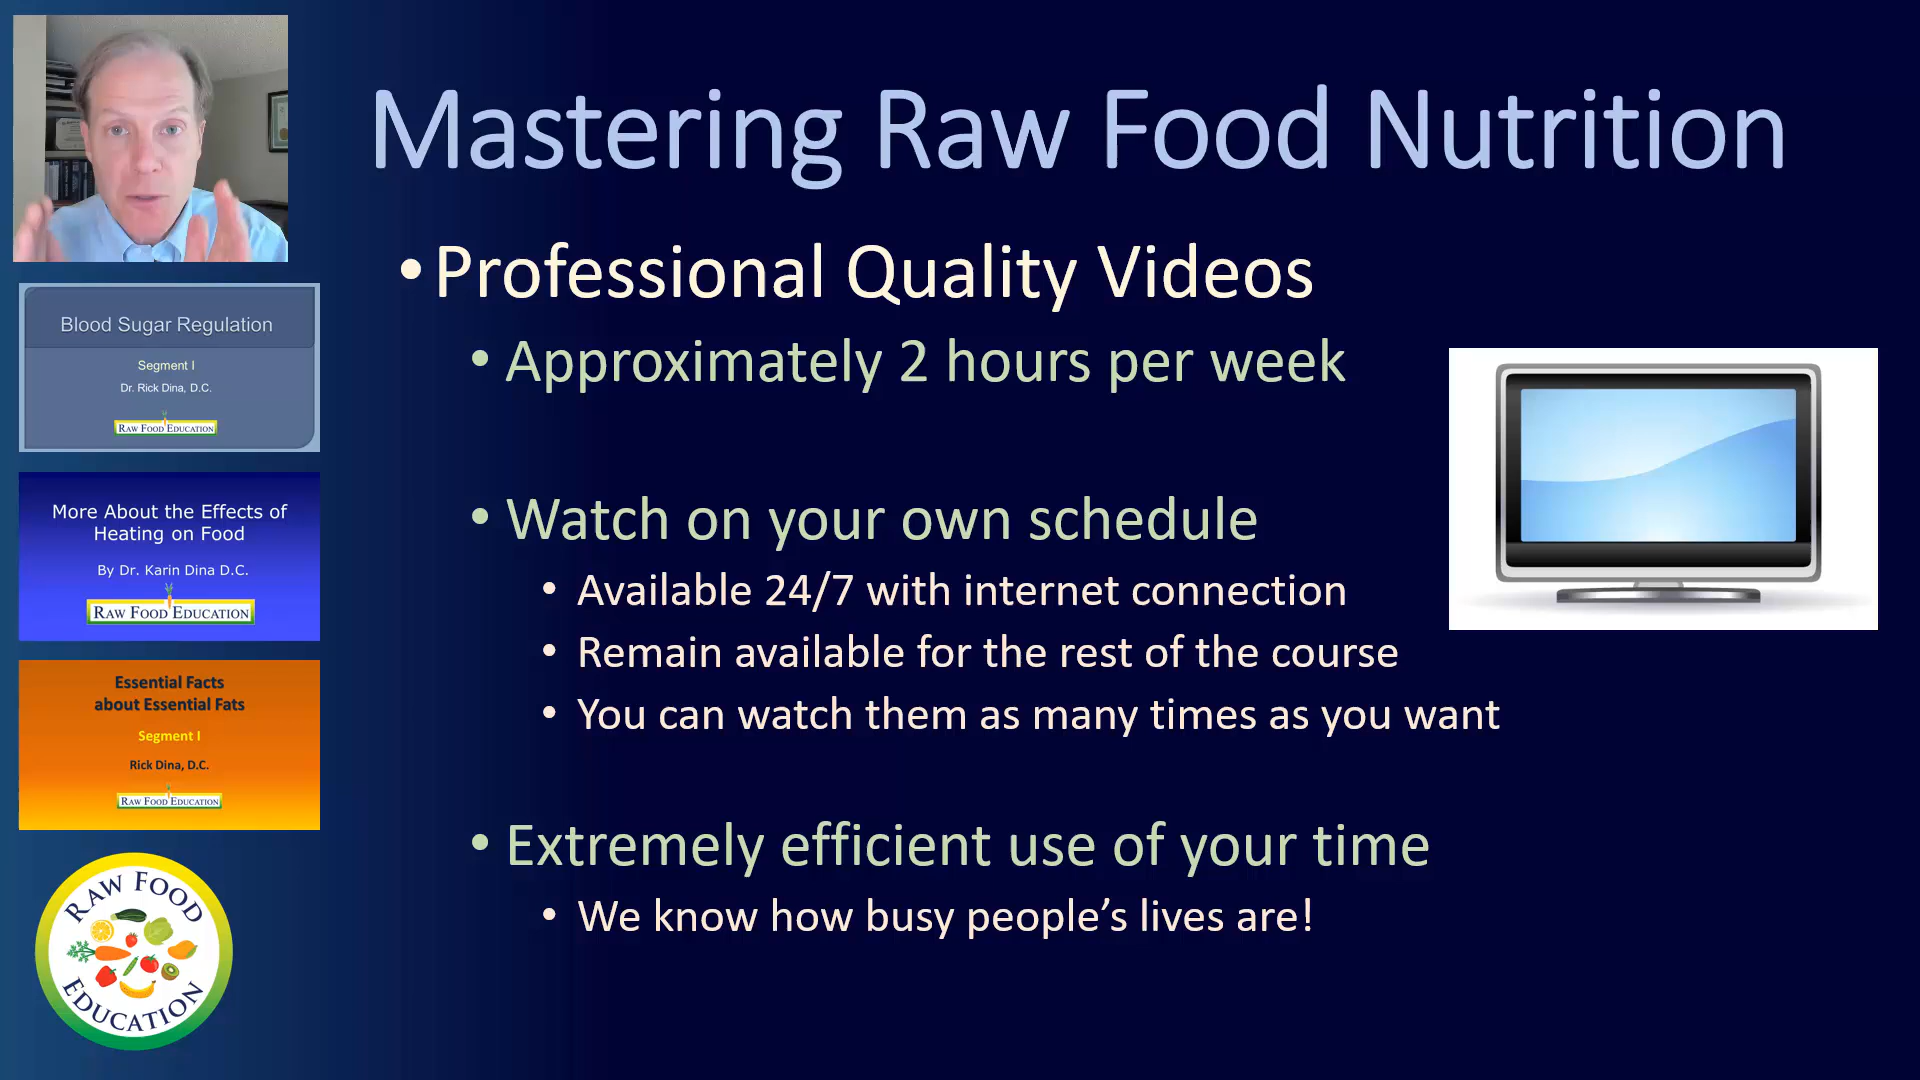 Mastering Raw Food Nutrition
•Professional Quality Videos
• Approximately 2 hours per week
• Watch on your own schedule
• Available 24/7 with internet connection
• Remain available for the rest of the course
• You can watch them as many times as you want
• Extremely efficient use of your time
• We know how busy people’s lives are!
Blood Sugar Regulation
Segment I
Dr. Rick Dina, D.C.
RAW FOOD EDUCATION
More About the Effects of
Heating on Food
By Dr. Karin Dina D.C.
RAW FOOD EDUCATION
Essential Facts
about Essential Fats
Segment I
Rick Dina, D.C.
RAW FOOD EDUCATION
RAW FOOD
EDUCATION